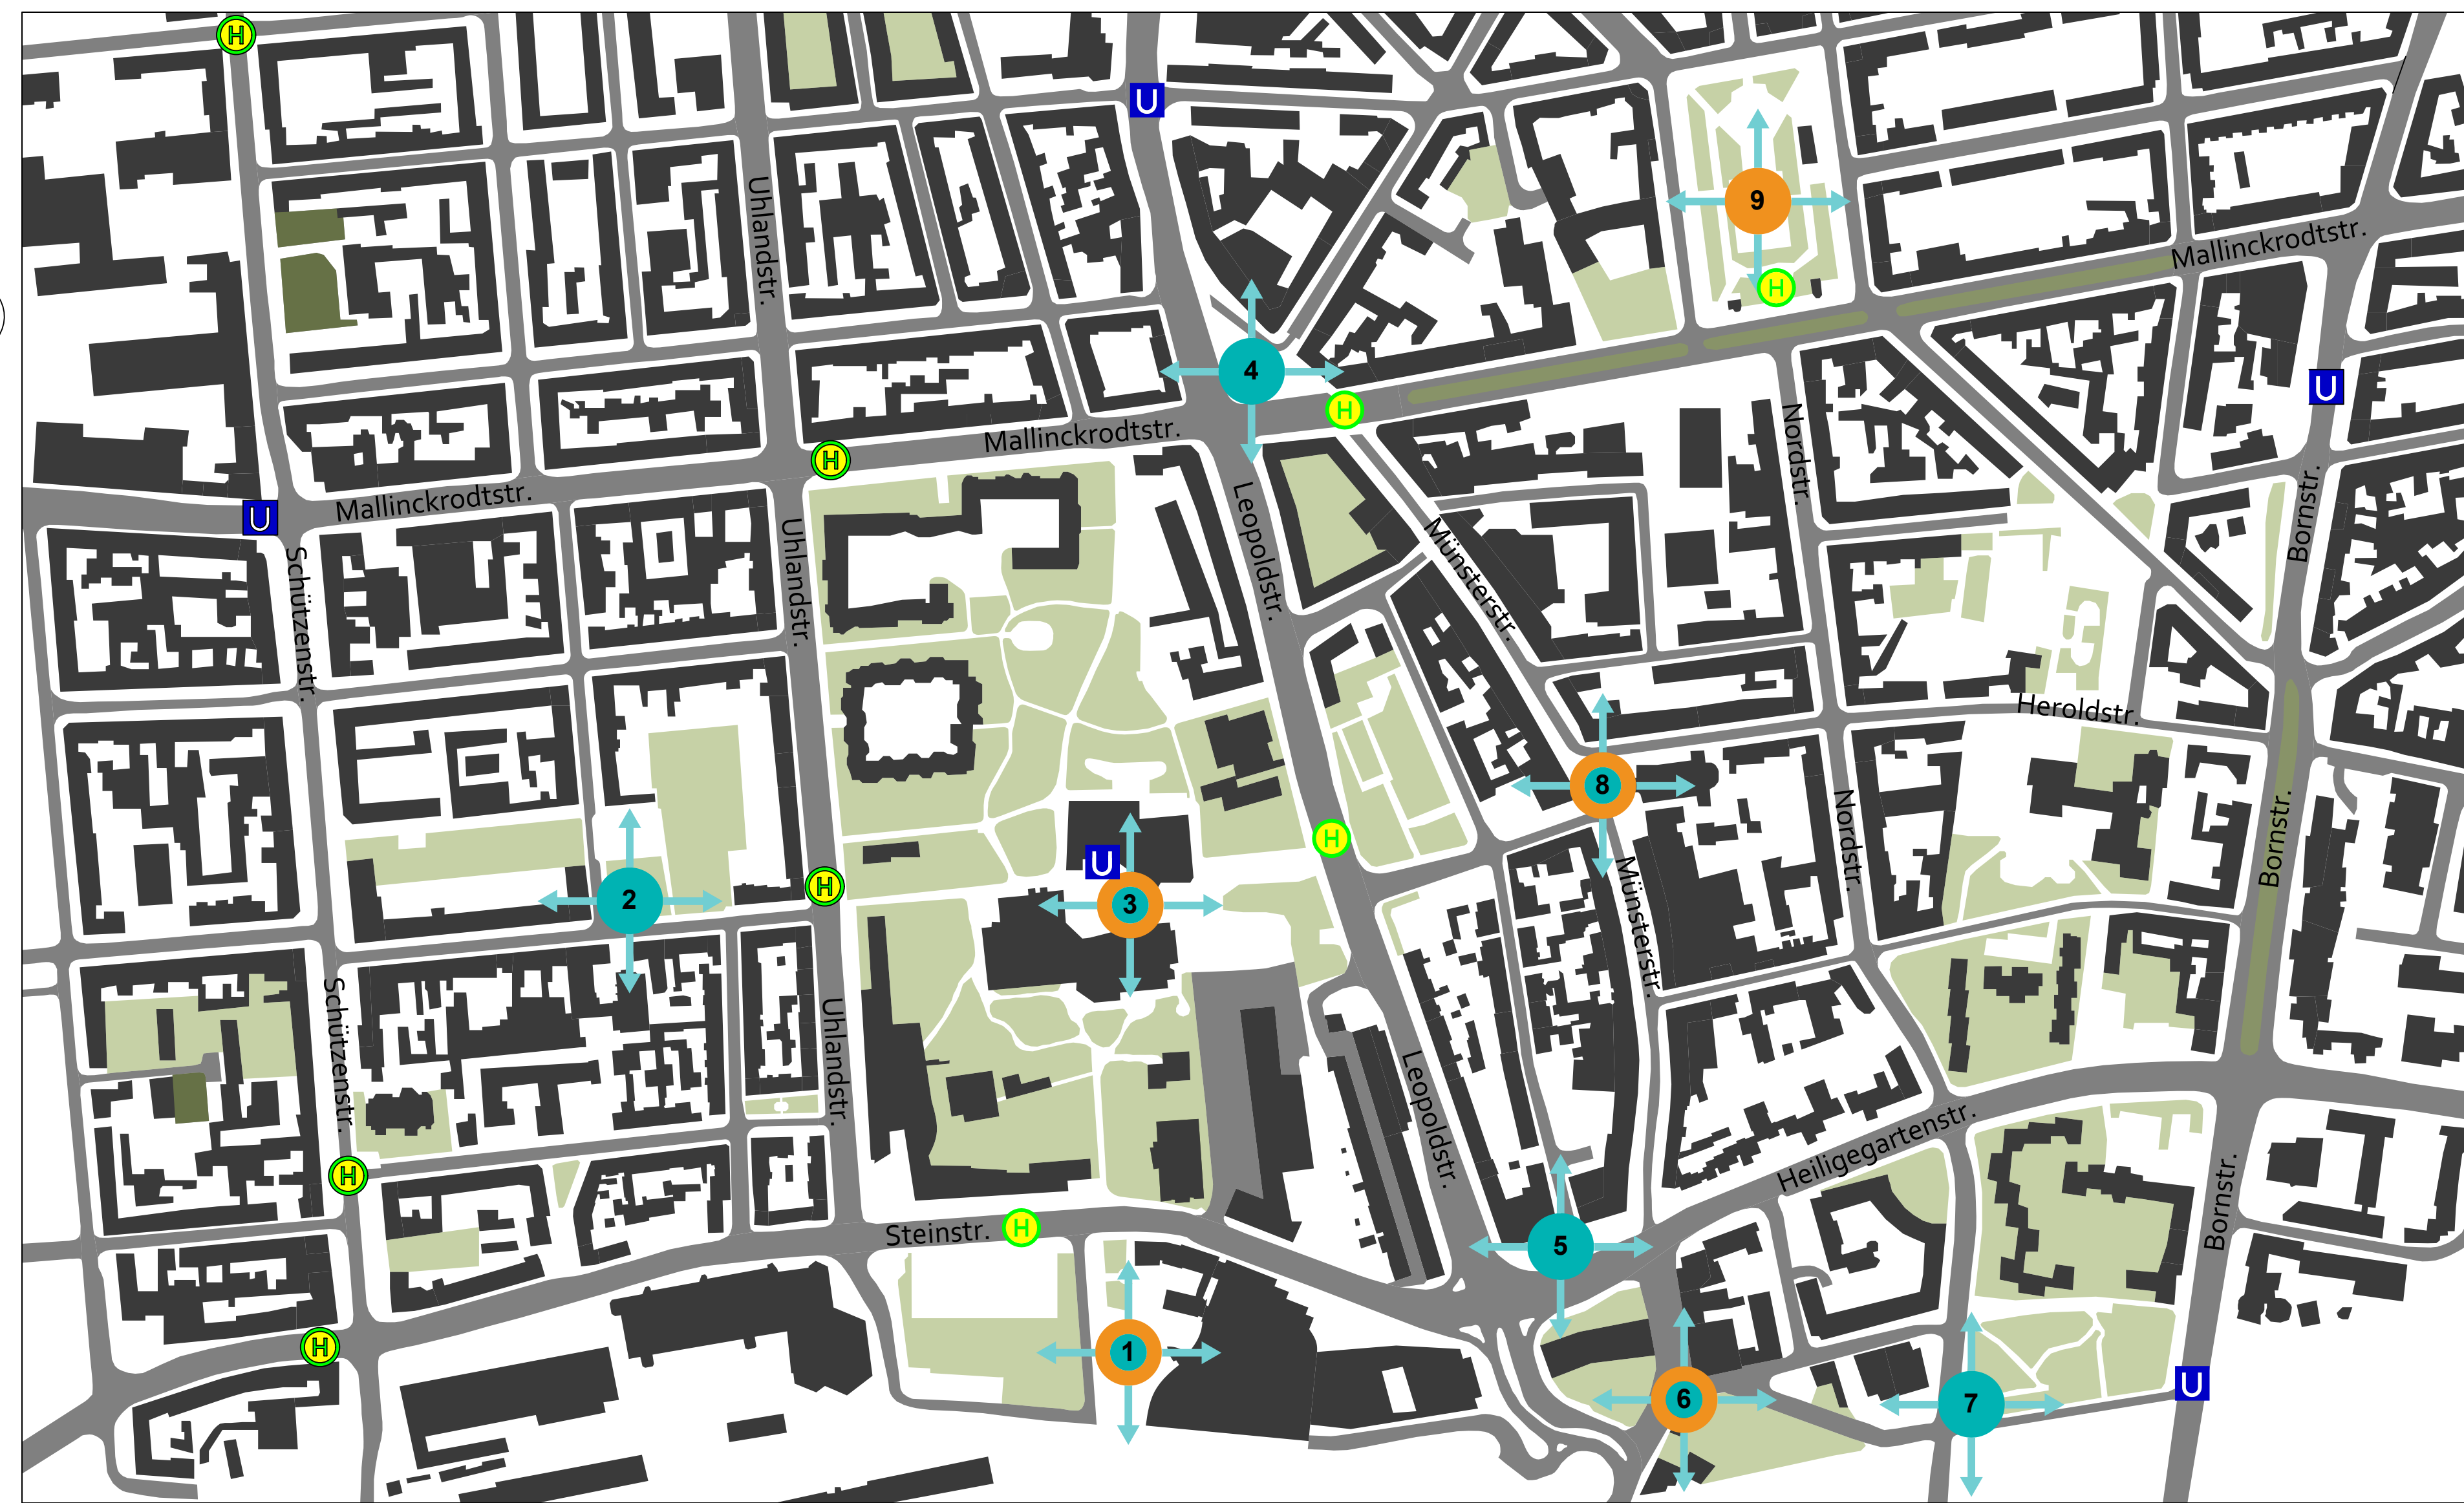 H
U
Uhlandstr.
9
Mallinckrodtstr.
H
4
U
H
Nordstr.
Mallinckrodtstr.
H
Mallinckrodtstr.
U
Leopoldstr.
Bornstr.
Uhlandstr.
Münsterstr.
Schützenstr.
Heroldstr.
8
Nordstr.
Bornstr.
H
U
H
2
3
Münsterstr.
Schützenstr.
Uhlandstr.
Leopoldstr.
Heiligegartenstr.
H
Bornstr.
Steinstr.
H
5
H
1
U
6
7